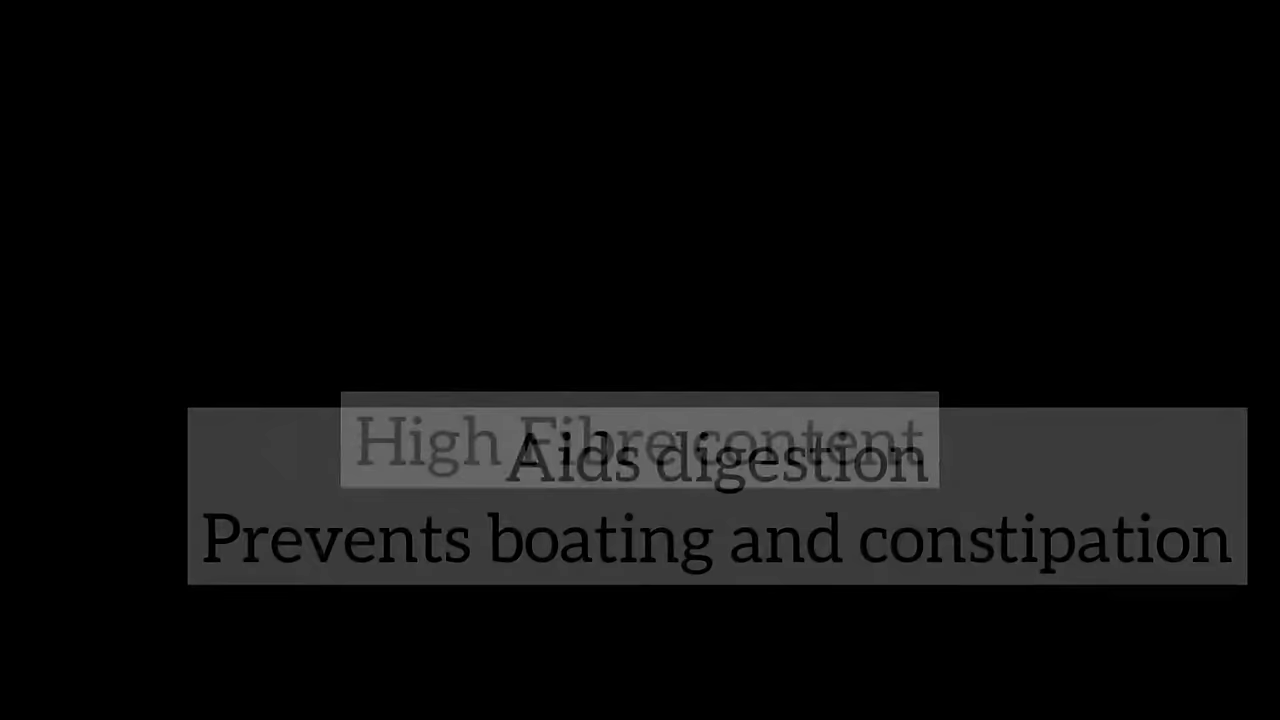 High Fibre content
Aids digestion
Prevents boating and constipation